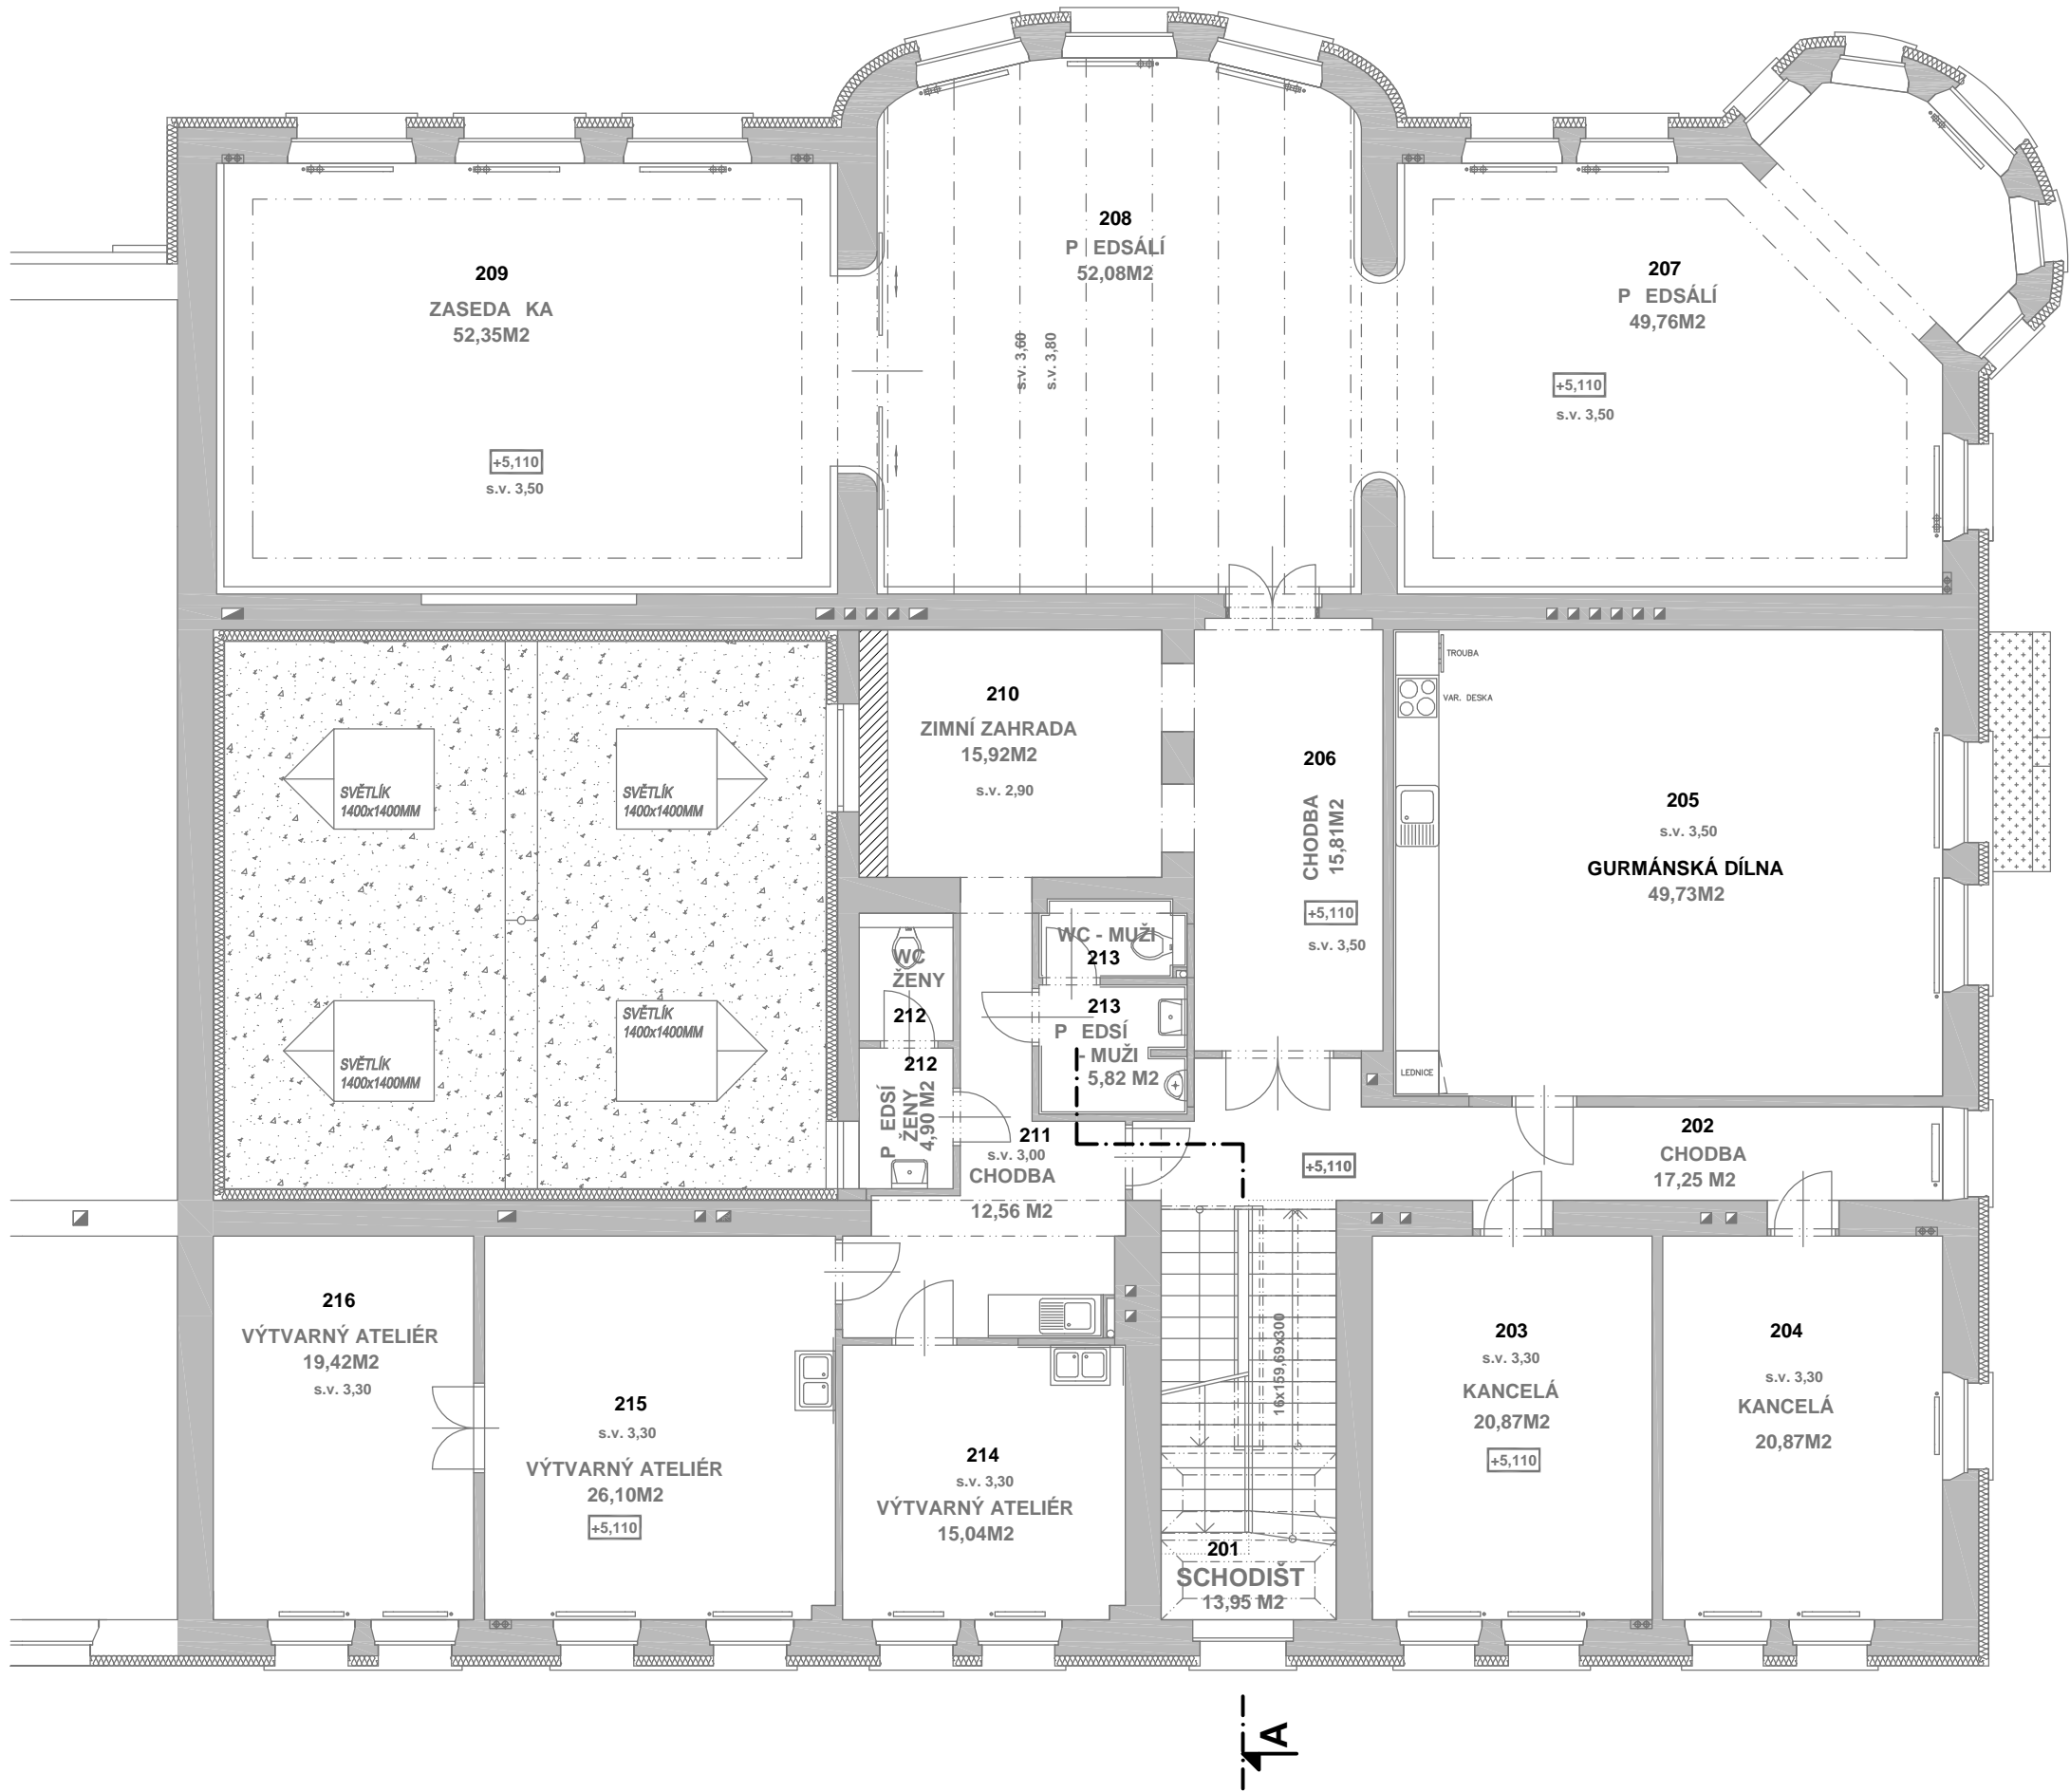 208
P EDSÁLÍ
52,08M2
s.v. 3,60
s.v. 3,80
209
ZASEDA KA
52,35M2
+5,110
s.v. 3,50
207
P EDSÁLÍ
49,76M2
+5,110
s.v. 3,50
210
ZIMNÍ ZAHRADA
15,92M2
s.v. 2,90
206
CHODBA
15,81M2
+5,110
s.v. 3,50
TROUBA
VAR. DESKA
LEDNICE
205
s.v. 3,50
GURMÁNSKÁ DÍLNA
49,73M2
SVĚTLÍK
1400x1400MM
SVĚTLÍK
1400x1400MM
SVĚTLÍK
1400x1400MM
SVĚTLÍK
1400x1400MM
WC
ŽENY
212
212
P EDSÍ
ŽENY
4,90 M2
WC - MUŽI
213
213
P EDSÍ
- MUŽI
5,82 M2
211
s.v. 3,00
CHODBA
12,56 M2
+5,110
202
CHODBA
17,25 M2
216
VÝTVARNÝ ATELIÉR
19,42M2
s.v. 3,30
215
s.v. 3,30
VÝTVARNÝ ATELIÉR
26,10M2
+5,110
214
s.v. 3,30
VÝTVARNÝ ATELIÉR
15,04M2
16x159,69x300
201
SCHODIŠT
13,95 M2
203
s.v. 3,30
KANCELÁ
20,87M2
+5,110
204
s.v. 3,30
KANCELÁ
20,87M2
A